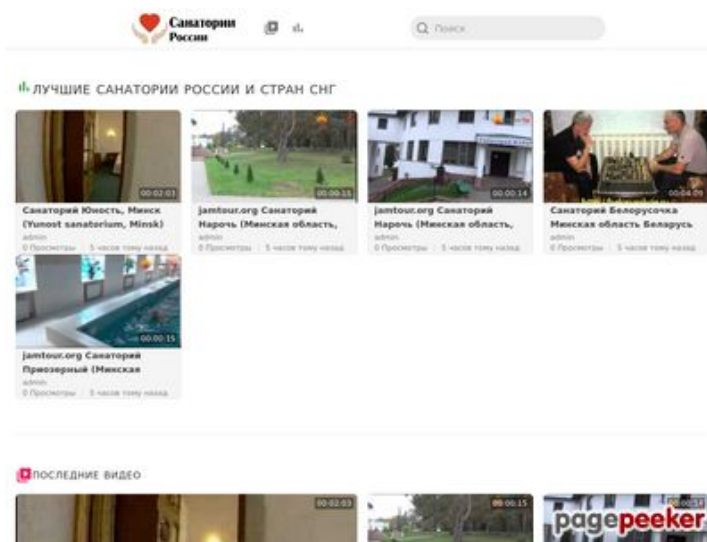 Санатории
России
Поиск
ЛУЧШИЕ САНАТОРИИ РОССИИ И СТРАН СНГ
00:02:03
00:00:15
00:00:14
00:04:09
Санаторий Юность, Минск
(Yunost sanatorium, Minsk)
admin
0 Просмотры 5 часов тому назад
jamtour.org Санаторий
Нарочь (Минская область,
admin
0 Просмотры 5 часов тому назад
jamtour.org Санаторий
Нарочь (Минская область,
admin
0 Просмотры 5 часов тому назад
Санаторий Белорусочка
Минская область Беларусь
admin
0 Просмотры 5 часов тому назад
00:00:15
jamtour.org Санаторий
Приозерный (Минская
admin
0 Просмотры 5 часов тому назад
ПОСЛЕДНИЕ ВИДЕО
00:02:03
00:00:15
00:00:14
pagepeeker